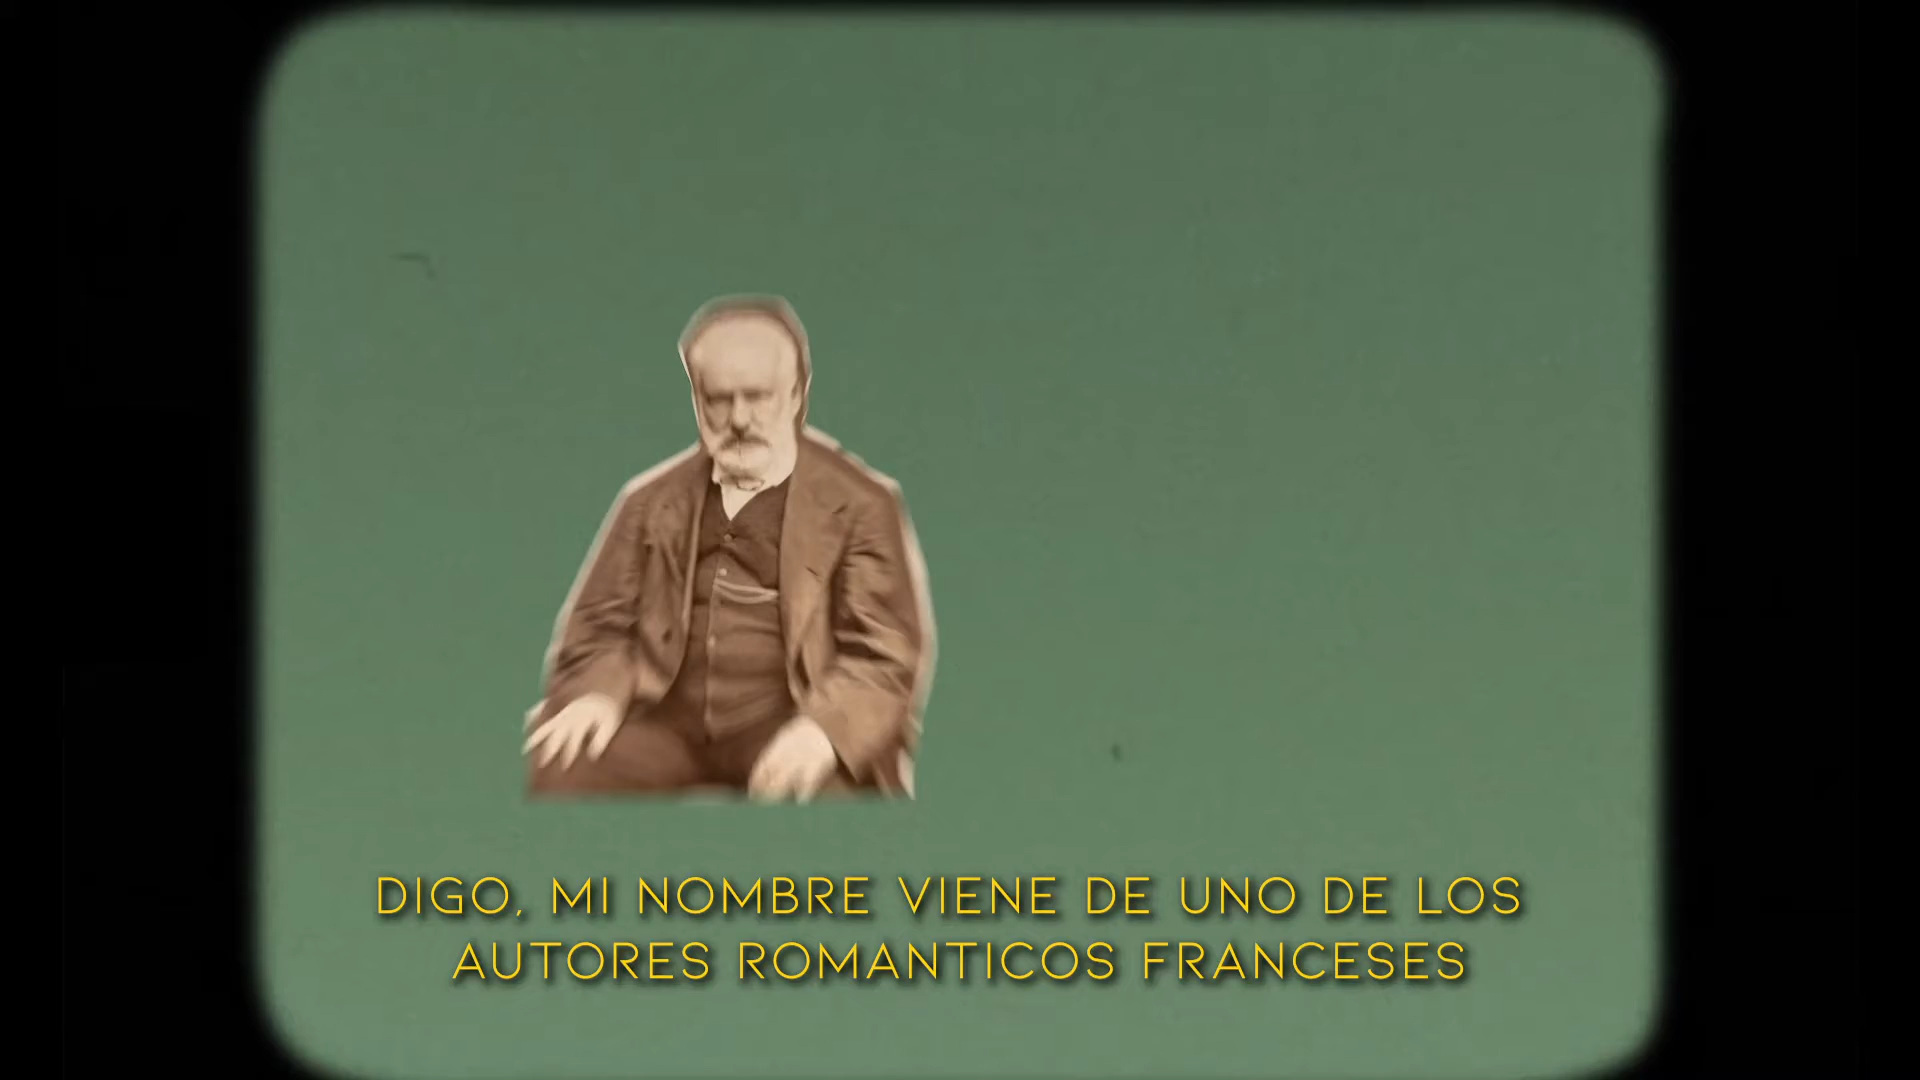 DIGO, MI NOMBRE VIENE DE UNO DE LOS
AUTORES ROMANTICOS FRANCESES